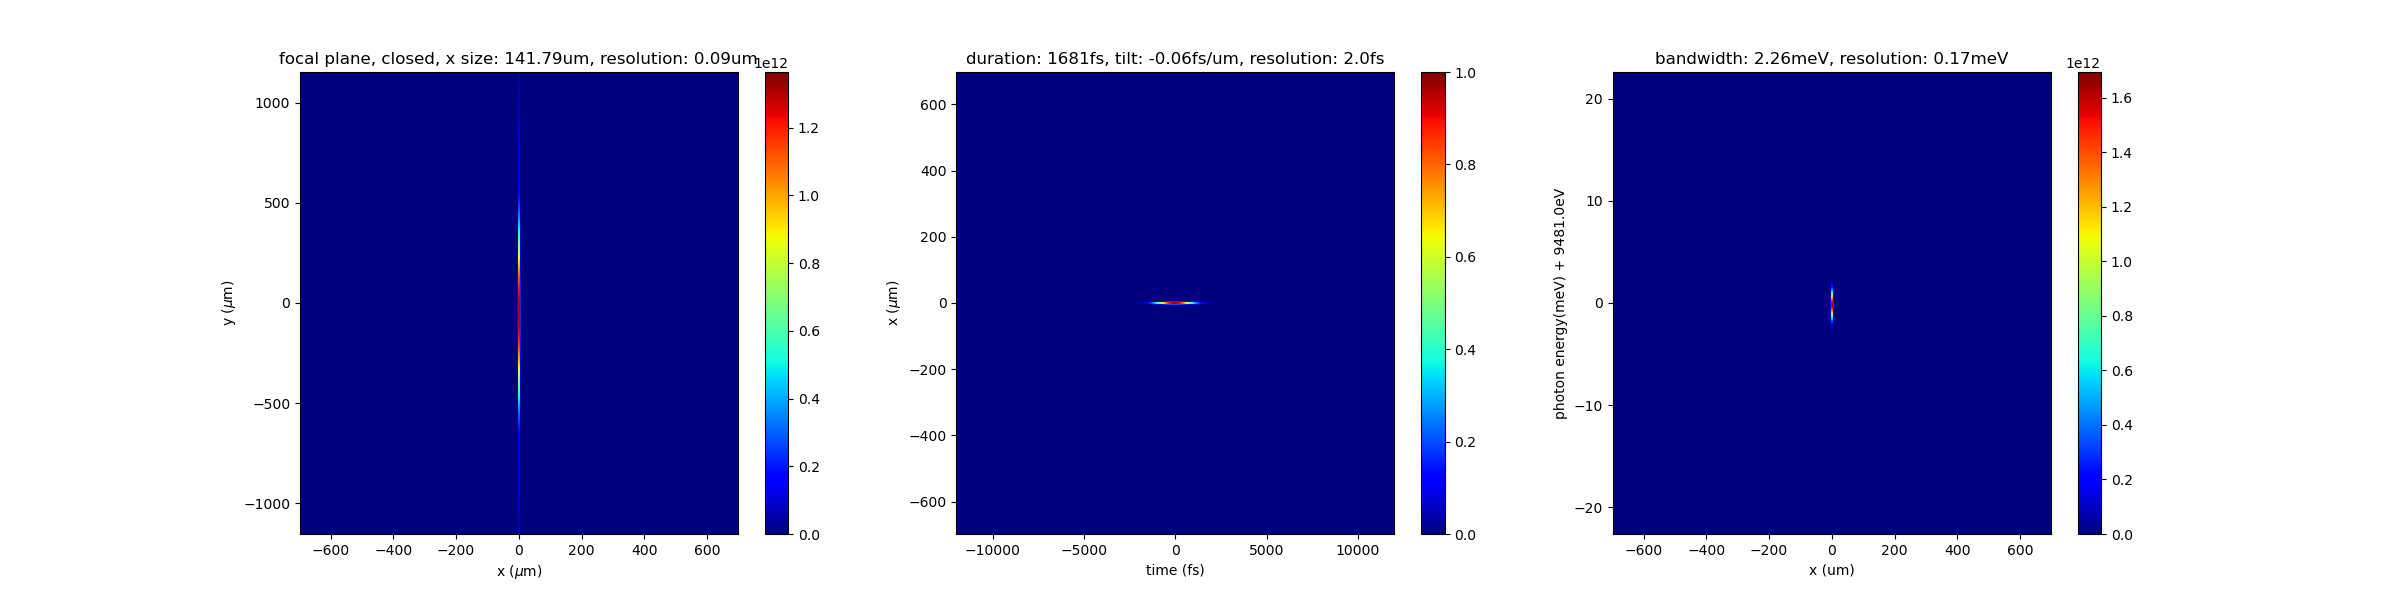 focal plane, closed, x size: 141.79um, resolution: 0.09um
1e12
1000
500
0
−500
−1000
y (μm)
−600 −400 −200 0 200 400 600
x (μm)
1.2
1.0
0.8
0.6
0.4
0.2
0.0
duration: 1681fs, tilt: -0.06fs/um, resolution: 2.0fs
600
400
200
0
−200
−400
−600
x (μm)
−10000 −5000 0 5000 10000
time (fs)
1.0
0.8
0.6
0.4
0.2
0.0
bandwidth: 2.26meV, resolution: 0.17meV
1e12
20
10
0
−10
−20
photon energy(meV) + 9481.0eV
−600 −400 −200 0 200 400 600
x (um)
1.6
1.4
1.2
1.0
0.8
0.6
0.4
0.2
0.0